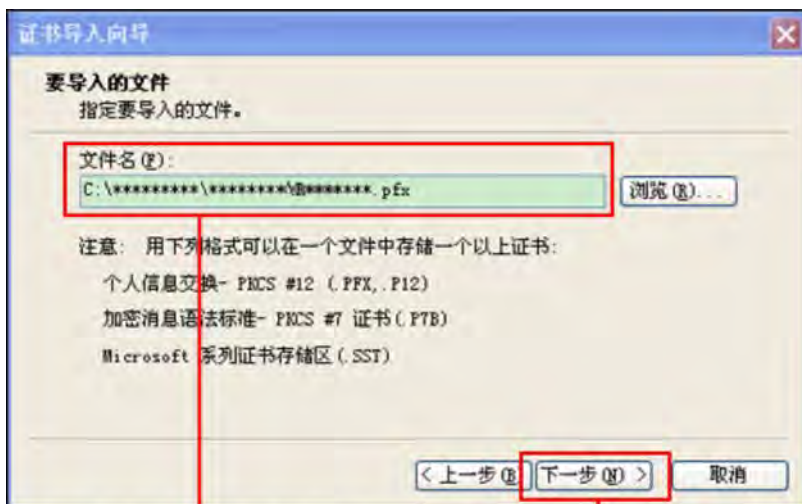 证书导入向导
要导入的文件
指定要导入的文件。
文件名(F):
C:\*********\********\B*******.pfx
浏览(R)...
注意: 用下列格式可以在一个文件中存储一个以上证书:
个人信息交换- PKCS #12 (.PFX,.P12)
加密消息语法标准- PKCS #7 证书(.P7B)
Microsoft 系列证书存储区(.SST)
<上一步(B 下一步(N) > 取消